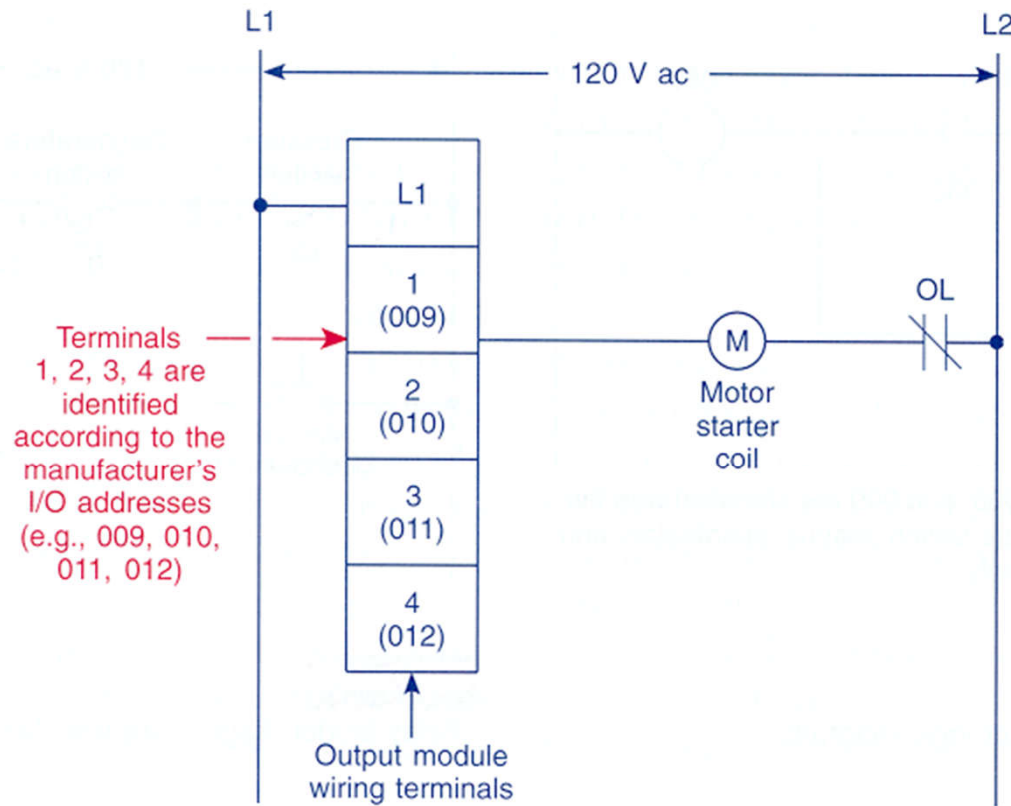 L1
L2
120 V ac
L1
1
(009)
2
(010)
3
(011)
4
(012)
Terminals
1, 2, 3, 4 are
identified
according to the
manufacturer's
I/O addresses
(e.g., 009, 010,
011, 012)
OL
M
Motor
starter
coil
Output module
wiring terminals